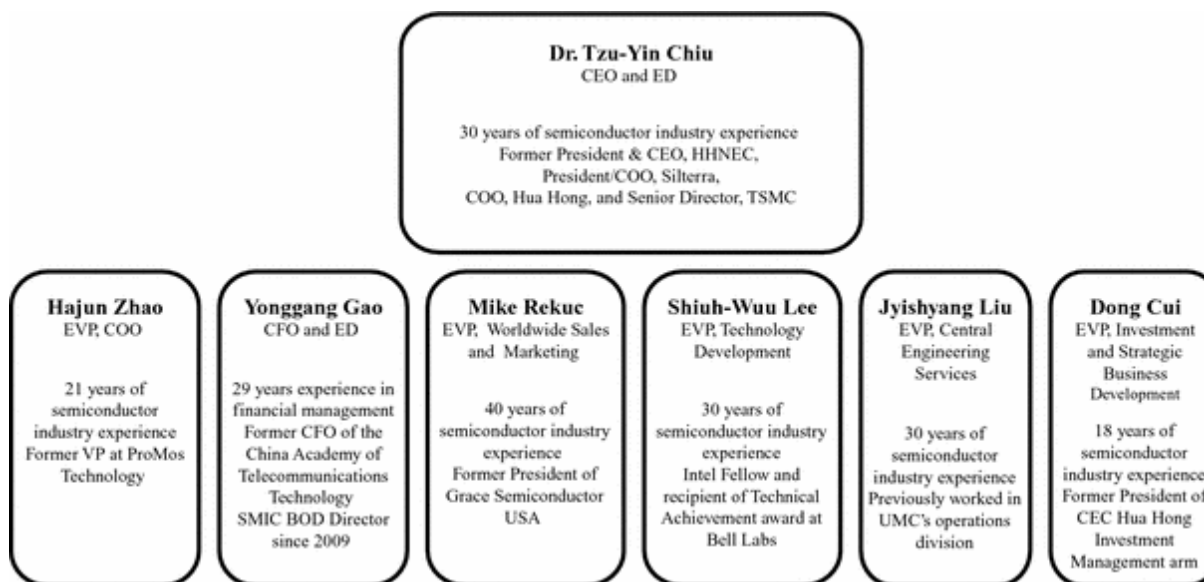 Dr. Tzu-Yin Chiu
CEO and ED
30 years of semiconductor industry experience
Former President & CEO, HHNEC,
President/COO, Silterra,
COO, Hua Hong, and Senior Director, TSMC
Hajun Zhao
EVP, COO
21 years of
semiconductor
industry experience
Former VP at ProMos
Technology
Yonggang Gao
CFO and ED
29 years experience in
financial management
Former CFO of the
China Academy of
Telecommunications
Technology
SMIC BOD Director
since 2009
Mike Rekuc
EVP, Worldwide Sales
and Marketing
40 years of
semiconductor industry
experience
Former President of
Grace Semiconductor
USA
Shiuh-Wuu Lee
EVP, Technology
Development
30 years of
semiconductor industry
experience
Intel Fellow and
recipient of Technical
Achievement award at
Bell Labs
Jyishyang Liu
EVP, Central
Engineering
Services
30 years of
semiconductor
industry experience
Previously worked in
UMC's operations
division
Dong Cui
EVP, Investment
and Strategic
Business
Development
18 years of
semiconductor
industry experience
Former President of
CEC Hua Hong
Investment
Management arm